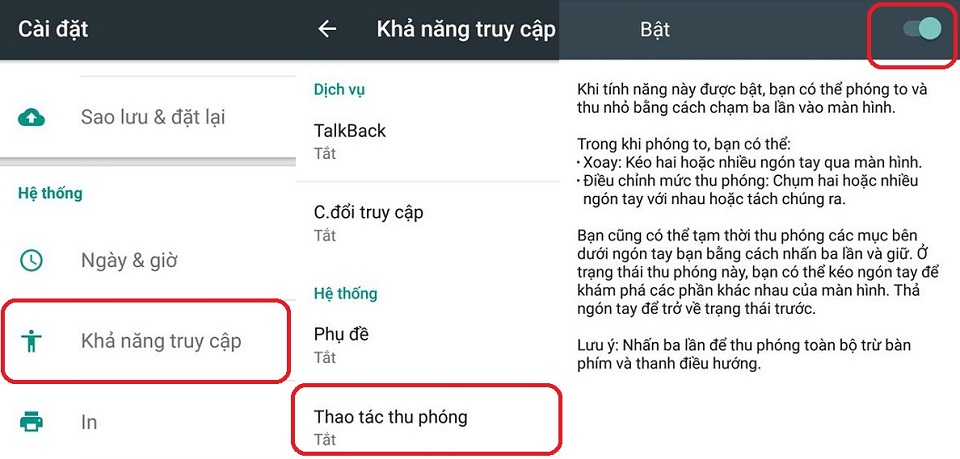 Cài đặt
Sao lưu & đặt lại
Hệ thống
Ngày & giờ
Khả năng truy cập
In
Khả năng truy cập
Dịch vụ
TalkBack
Tắt
C.đổi truy cập
Tắt
Hệ thống
Phụ đề
Tắt
Thao tác thu phóng
Tắt
Bật
Khi tính năng này được bật, bạn có thể phóng to và
thu nhỏ bằng cách chạm ba lần vào màn hình.
Trong khi phóng to, bạn có thể:
• Xoay: Kéo hai hoặc nhiều ngón tay qua màn hình.
• Điều chỉnh mức thu phóng: Chụm hai hoặc nhiều
ngón tay với nhau hoặc tách chúng ra.
Bạn cũng có thể tạm thời thu phóng các mục bên
dưới ngón tay bạn bằng cách nhấn ba lần và giữ. Ở
trạng thái thu phóng này, bạn có thể kéo ngón tay để
khám phá các phần khác nhau của màn hình. Thả
ngón tay để trở về trạng thái trước.
Lưu ý: Nhấn ba lần để thu phóng toàn bộ trừ bàn
phím và thanh điều hướng.